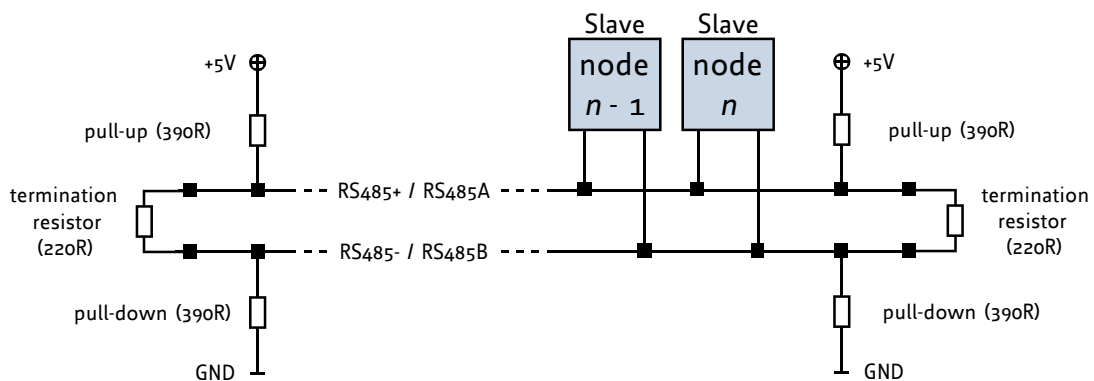 Slave
Slave
node
n - 1
node
n
+5V
+5V
pull-up (390R)
pull-up (390R)
termination
resistor
(220R)
RS485+ / RS485A
termination
resistor
(220R)
RS485- / RS485B
pull-down (390R)
pull-down (390R)
GND
GND